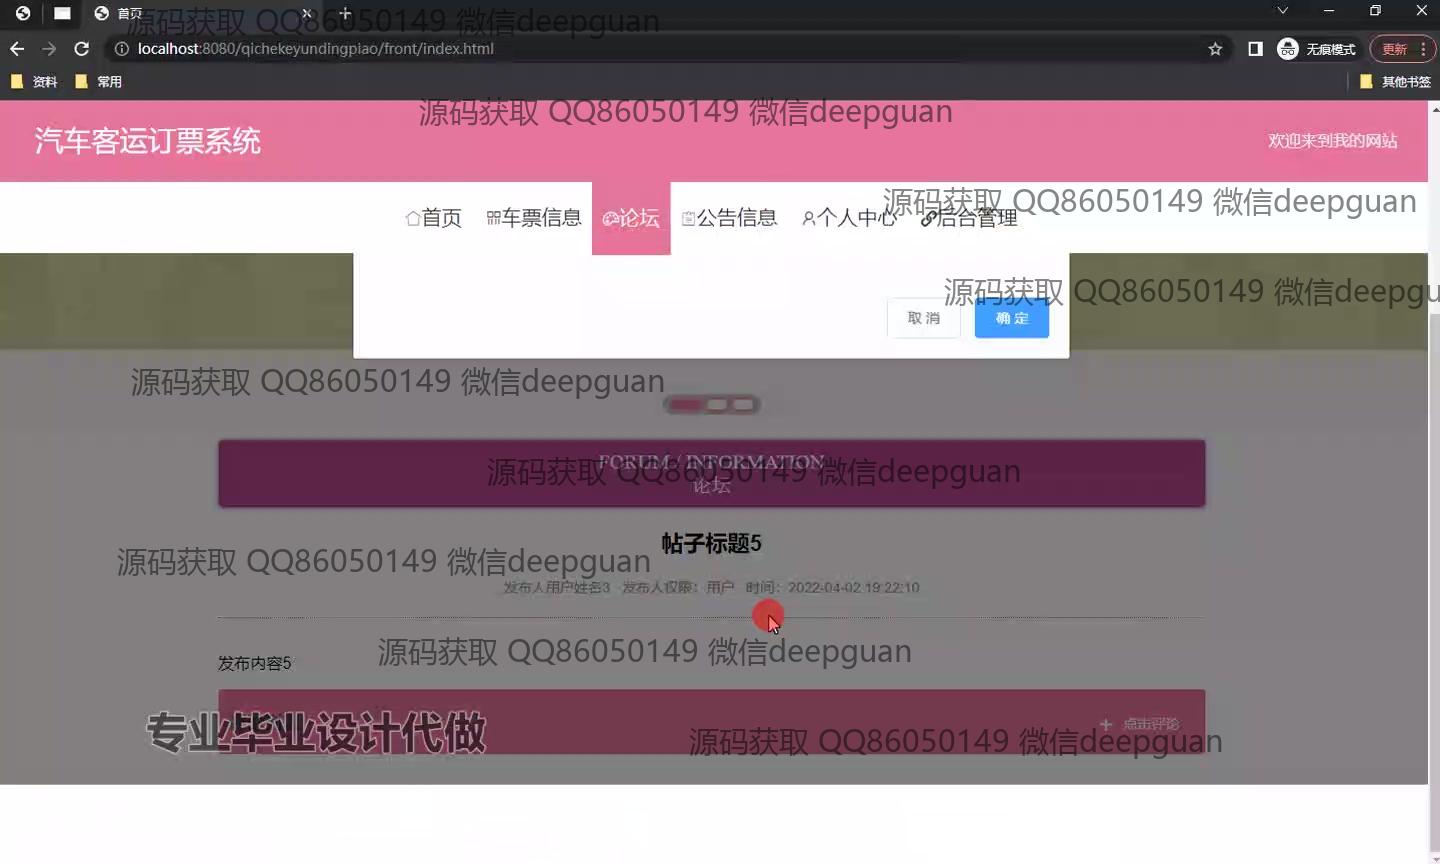 首页
源码获取 QQ86050149 微信deepguan
localhost:8080/qichekeyundingpiao/front/index.html
无痕模式
更新
资料
常用
其他书签
源码获取 QQ86050149 微信deepguan
汽车客运订票系统
欢迎来到我的网站
源码获取 QQ86050149 微信deepguan
首页
车票信息
论坛
公告信息
个人中心
后台管理
源码获取 QQ86050149 微信deepgu
取消
确定
源码获取 QQ86050149 微信deepguan
FORUM / INFORMATION
源码获取 QQ86050149 微信deepguan
论坛
帖子标题5
源码获取 QQ86050149 微信deepguan
发布人用户姓名3 发布人权限：用户 时间：2022-04-02 19:22:10
源码获取 QQ86050149 微信deepguan
发布内容5
专业毕业设计代做
点击评论
源码获取 QQ86050149 微信deepguan